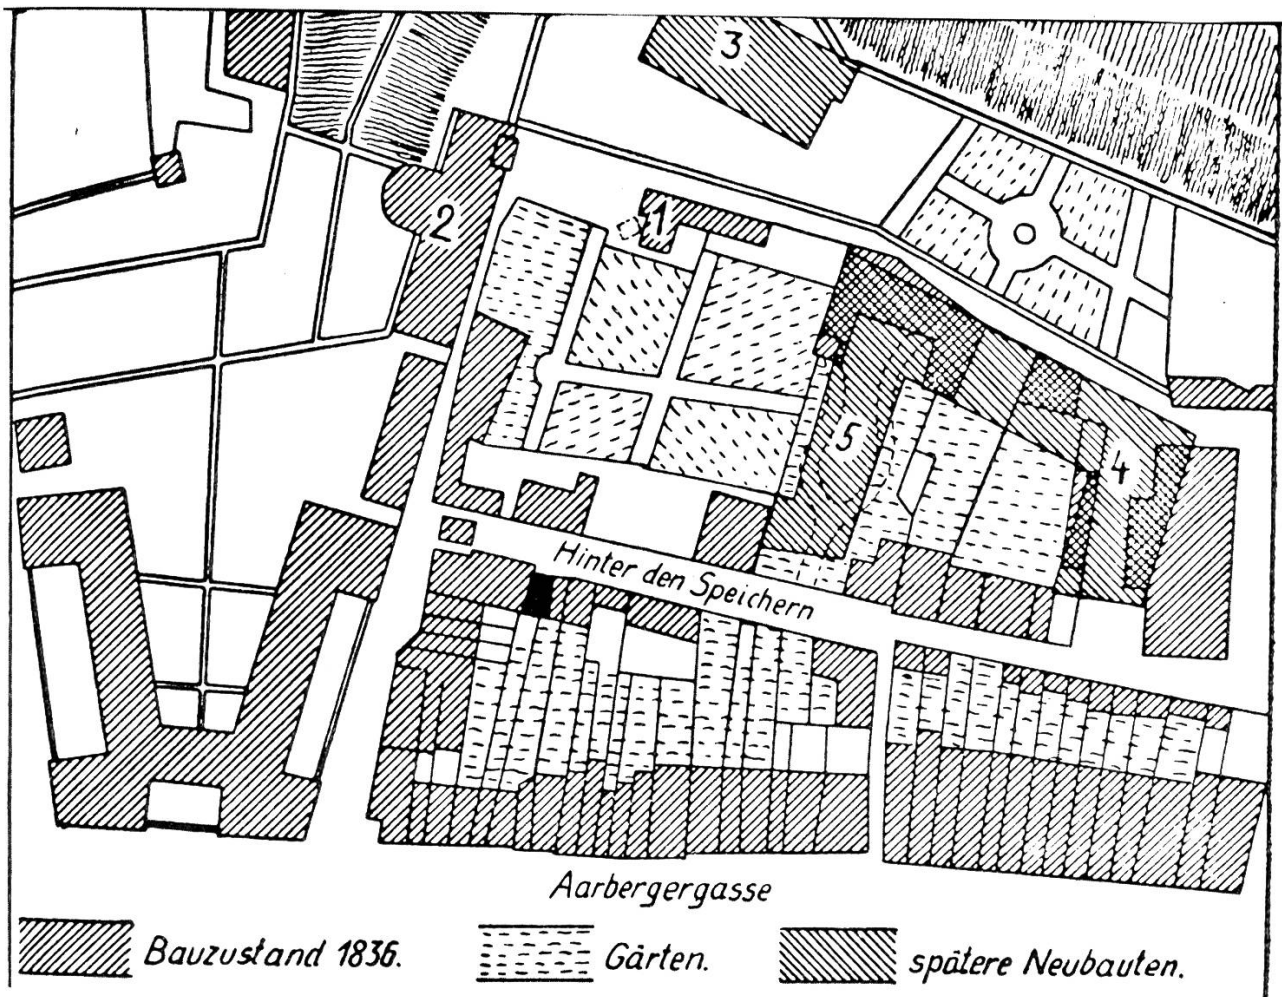 3
1
2
5
4
Hinter den Speichern
Aarbergergasse
Bauzustand 1836.
Gärten.
spätere Neubauten.